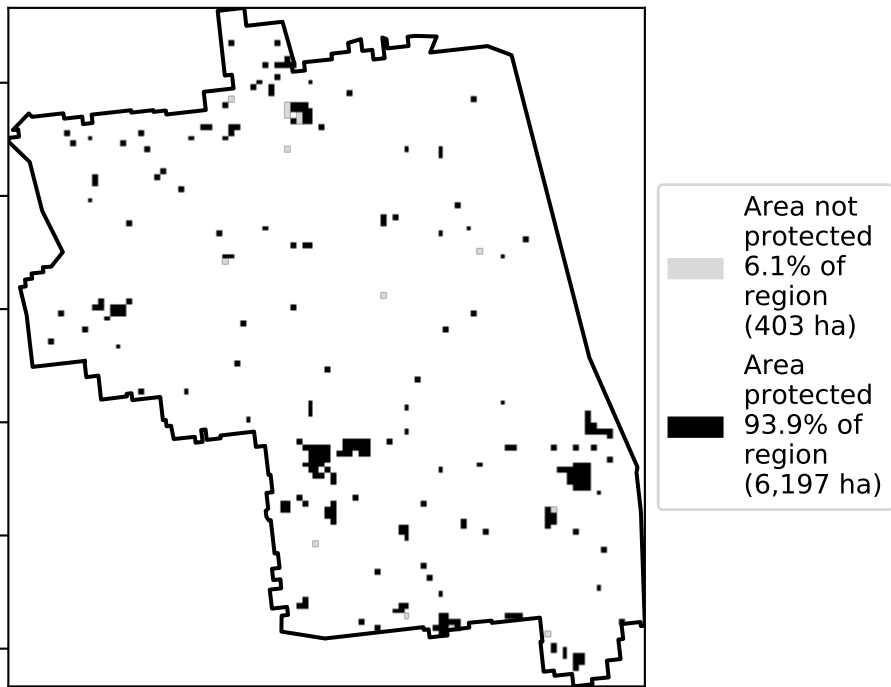 Area not
protected
6.1% of
region
(403 ha)
Area
protected
93.9% of
region
(6,197 ha)